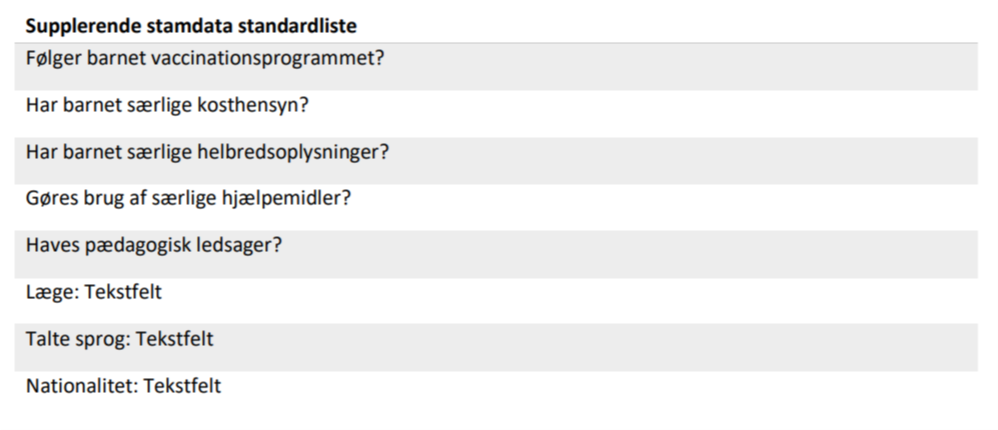 Supplerende stamdata standardliste
Følger barnet vaccinationsprogrammet?
Har barnet særlige kosthensyn?
Har barnet særlige helbredsoplysninger?
Gøres brug af særlige hjælpemidler?
Haves pædagogisk ledsager?
Læge: Tekstfelt
Talte sprog: Tekstfelt
Nationalitet: Tekstfelt